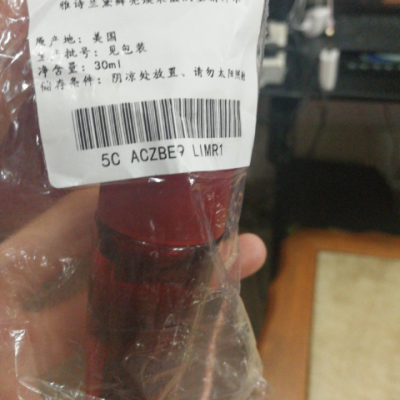 原产地: 美国
生产批号: 见包装
净含量: 30ml
储存条件: 阴凉处放置、请勿太阳照射
5C ACZBE9 LIMR1